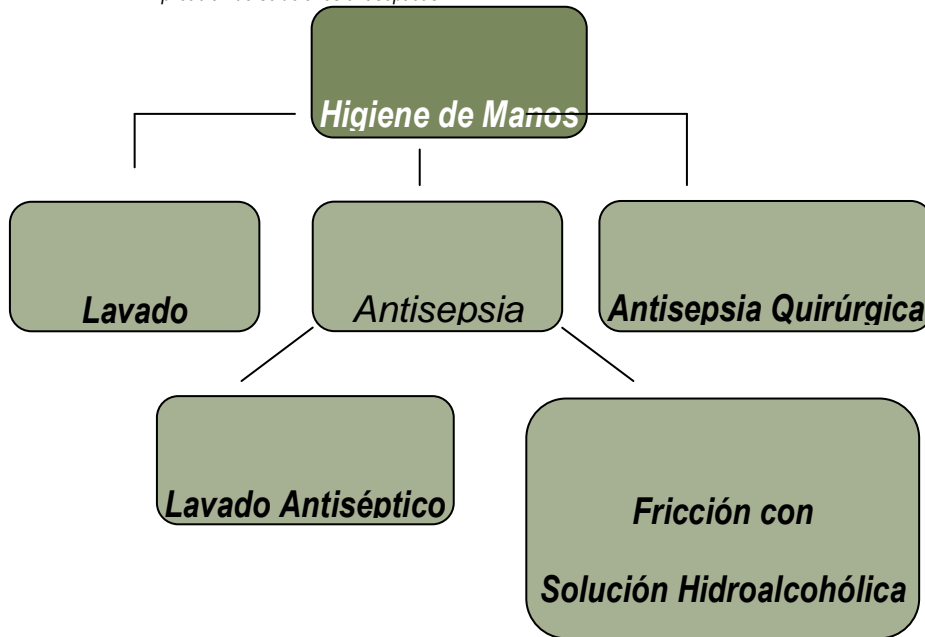 Higiene de Manos
Lavado
Antisepsia
Antisepsia Quirúrgica
Lavado Antiséptico
Fricción con
Solución Hidroalcohólica